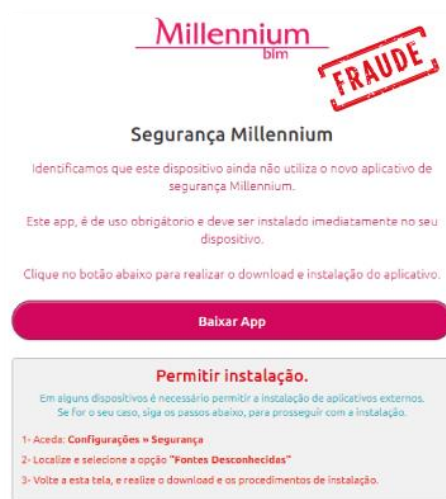 Millennium
bim
FRAUDE
Segurança Millennium
Identificamos que este dispositivo ainda não utiliza o novo aplicativo de
segurança Millennium.
Este app, é de uso obrigátorio e deve ser instalado imediatamente no seu
dispositivo.
Clique no botão abaixo para realizar o download e instalação do aplicativo.
Baixar App
Permitir instalação.
Em alguns dispositivos é necessário permitir a instalação de aplicativos externos.
Se for o seu caso, siga os passos abaixo, para prosseguir com a instalação.
1- Aceda: Configurações » Segurança
2- Localize e selecione a opção "Fontes Desconhecidas"
3- Volte a esta tela, e realize o download e os procedimentos de instalação.